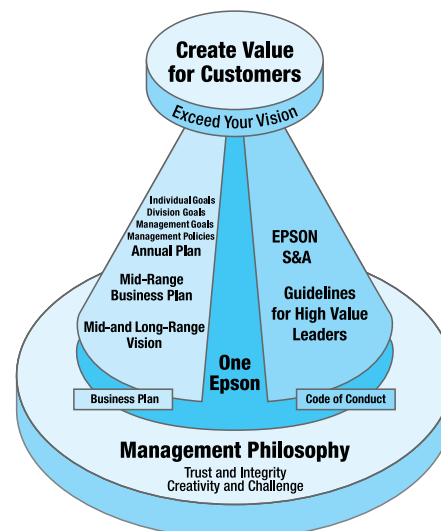 Create Value
for Customers
Exceed Your Vision
Individual Goals
Division Goals
Management Goals
Management Policies
Annual Plan
Mid-Range
Business Plan
Mid-and Long-Range
Vision
EPSON
S&A
Guidelines
for High Value
Leaders
One
Epson
Business Plan
Code of Conduct
Management Philosophy
Trust and Integrity
Creativity and Challenge